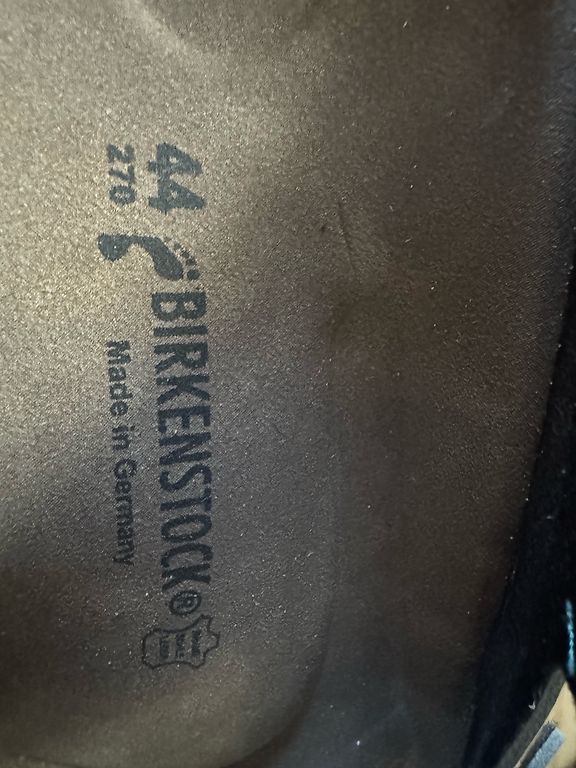 44
270
BIRKENSTOCK®
Made in Germany